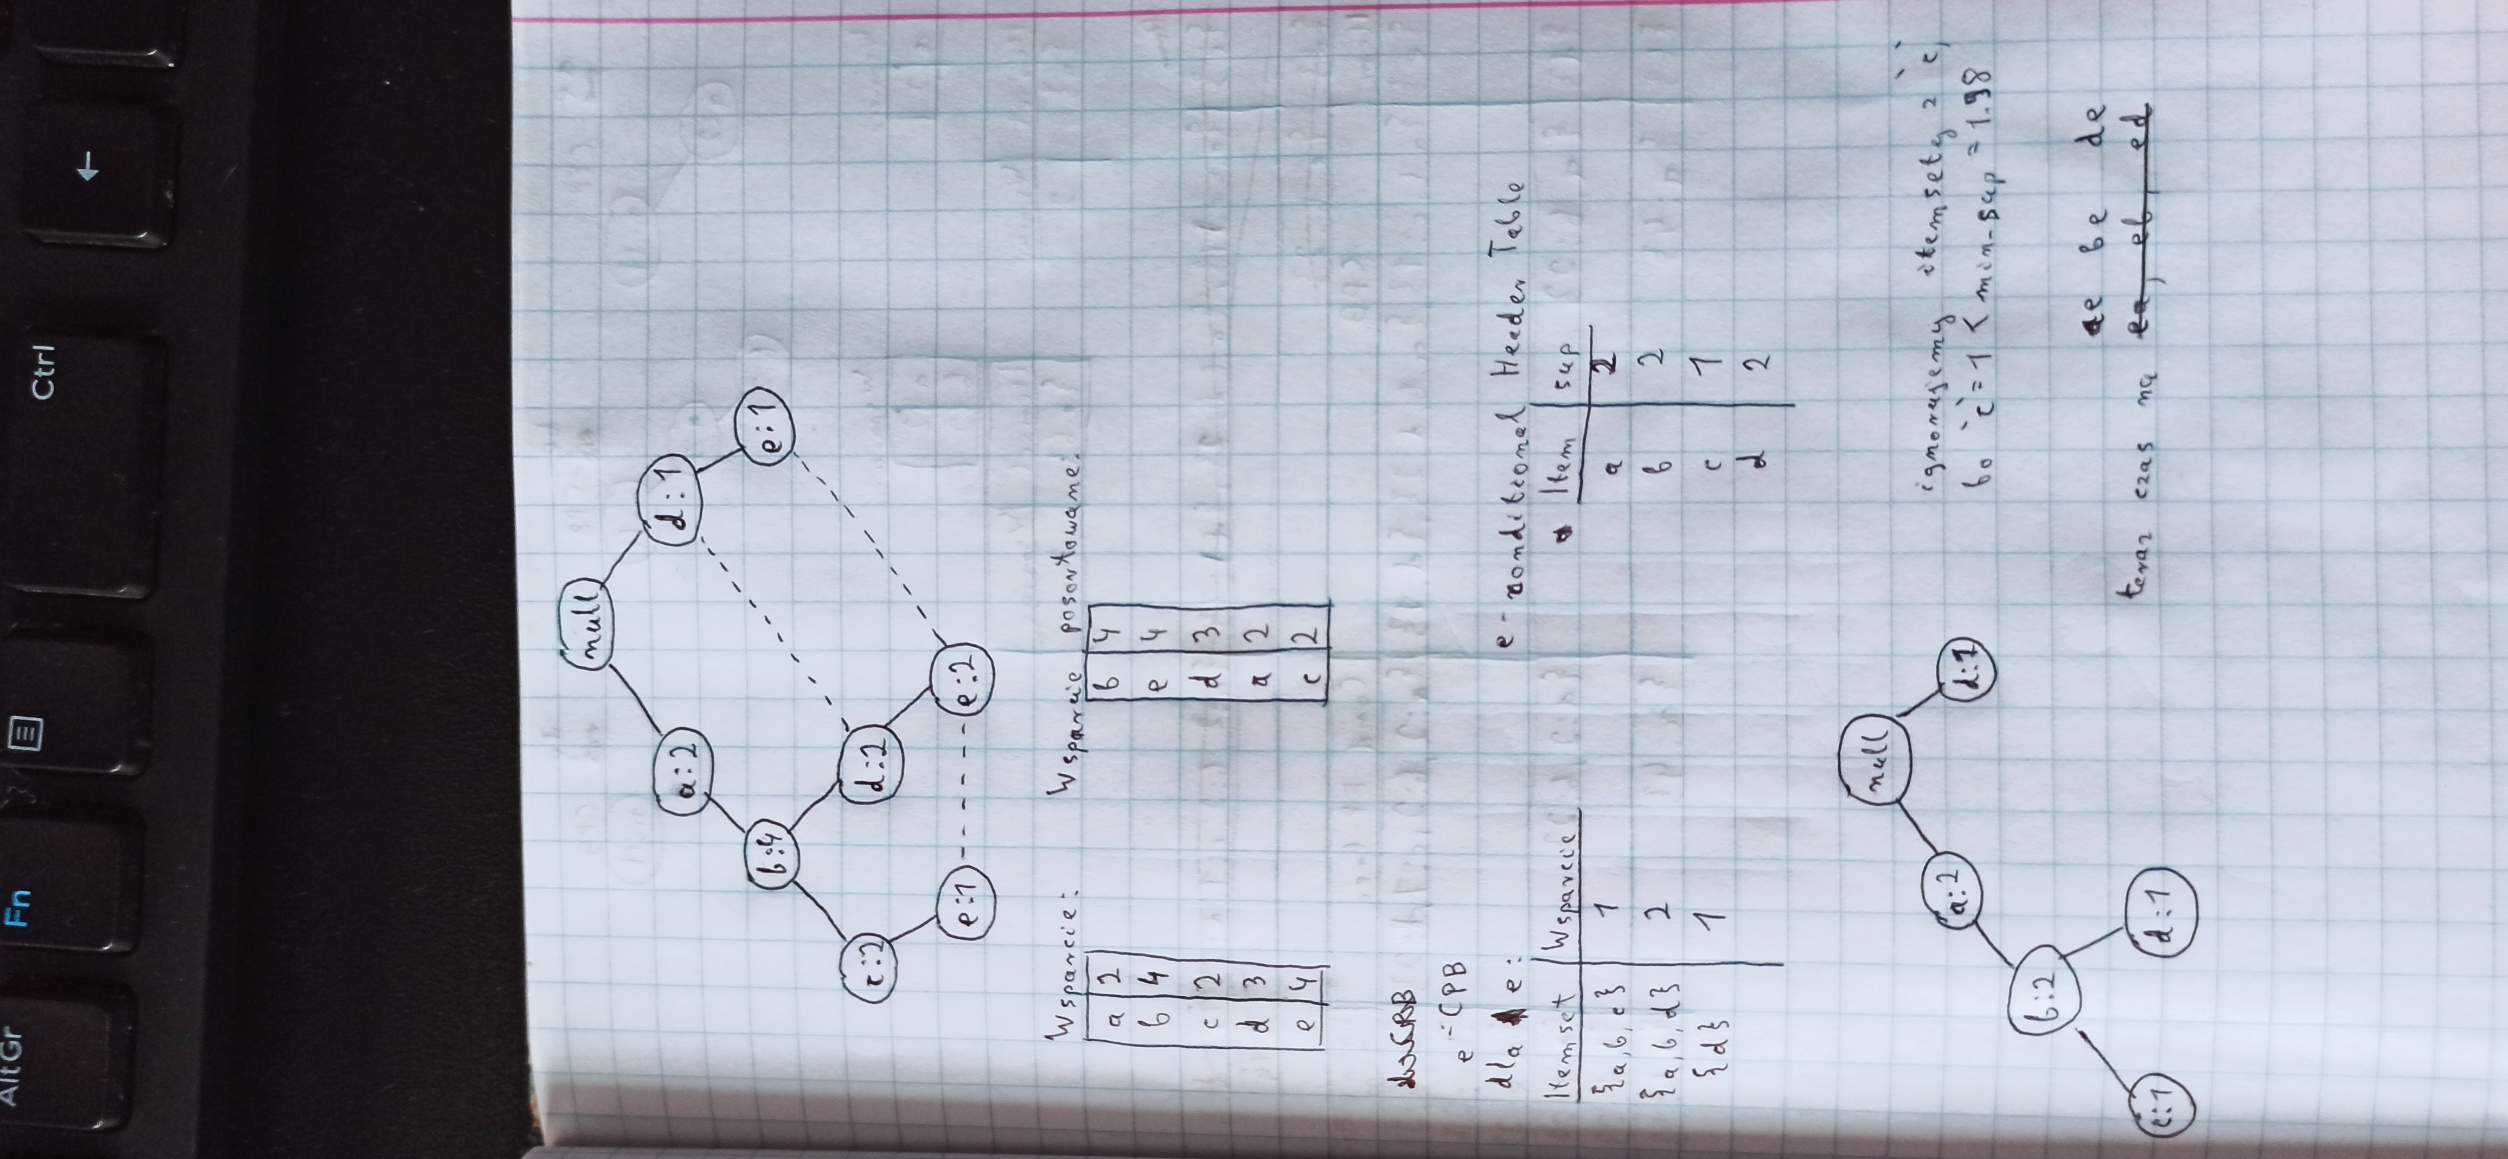 AltGr
Fn
Ctrl
←
null
a:2
d:1
b:4
e:1
c:2
d:2
e:1
e:2
Wsparcie: Wsparcie posortowane:
a 2 b 4
b 4 e 4
c 2 d 3
d 3 a 2
e 4 c 2
e-CPB
dla e: e-conditional Header Table
Itemset Wsparcie Item sup
{a,b,c} 1 a 2
{a,b,d} 2 b 2
{d} 1 c 1
d 2
null
a:2
d:1
ignorujemy itemsety z `c`,
bo `c`=1 < min-sup = 1.98
b:2
ae be de
teraz czas na ea, eb, ed
c:1
d:1